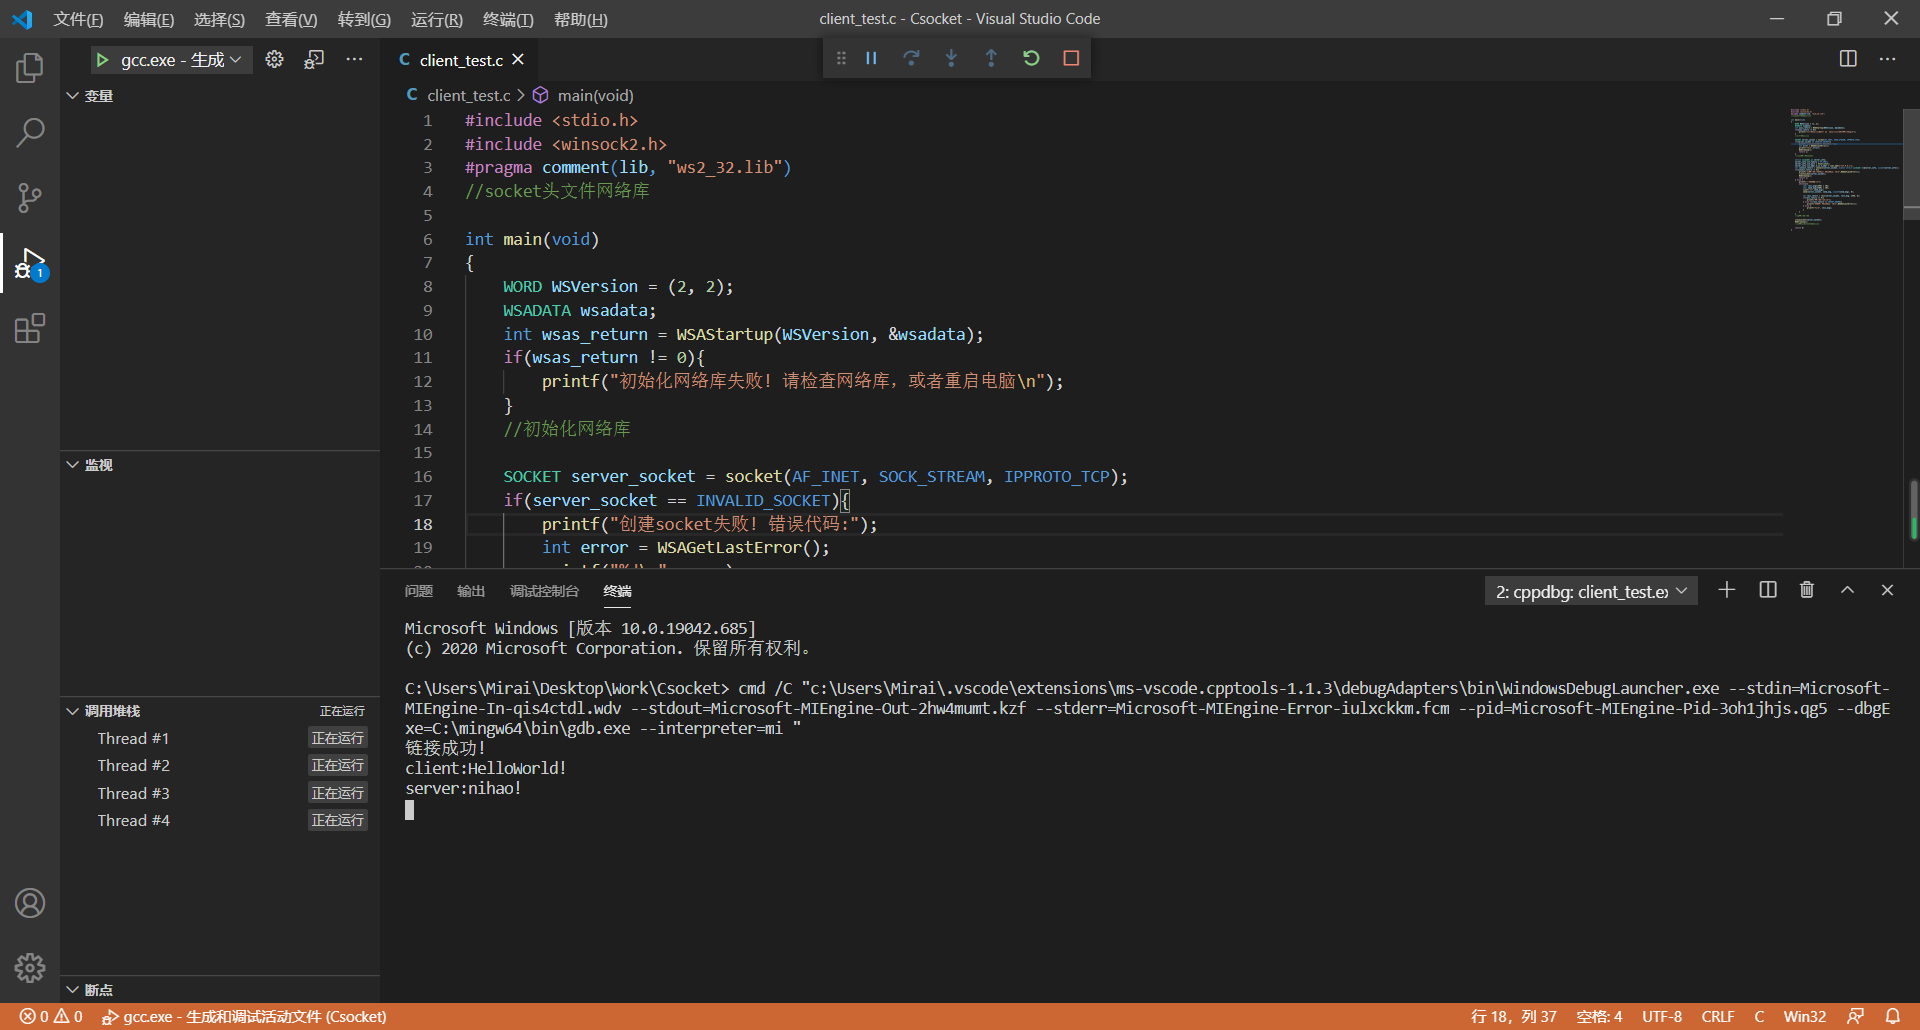 文件(F) 编辑(E) 选择(S) 查看(V) 转到(G) 运行(R) 终端(T) 帮助(H) client_test.c - Csocket - Visual Studio Code
gcc.exe - 生成
变量
1
监视
调用堆栈 正在运行
Thread #1 正在运行
Thread #2 正在运行
Thread #3 正在运行
Thread #4 正在运行
断点
C client_test.c
C client_test.c > main(void)
1 #include <stdio.h>
2 #include <winsock2.h>
3 #pragma comment(lib, "ws2_32.lib")
4 //socket头文件网络库
5
6 int main(void)
7 {
8 WORD WSVersion = (2, 2);
9 WSADATA wsadata;
10 int wsas_return = WSAStartup(WSVersion, &wsadata);
11 if(wsas_return != 0){
12 printf("初始化网络库失败! 请检查网络库，或者重启电脑\n");
13 }
14 //初始化网络库
15
16 SOCKET server_socket = socket(AF_INET, SOCK_STREAM, IPPROTO_TCP);
17 if(server_socket == INVALID_SOCKET){
18 printf("创建socket失败! 错误代码:");
19 int error = WSAGetLastError();
问题 输出 调试控制台 终端 2: cppdbg: client_test.ex
Microsoft Windows [版本 10.0.19042.685]
(c) 2020 Microsoft Corporation. 保留所有权利。
C:\Users\Mirai\Desktop\Work\Csocket> cmd /C "c:\Users\Mirai\.vscode\extensions\ms-vscode.cpptools-1.1.3\debugAdapters\bin\WindowsDebugLauncher.exe --stdin=Microsoft-
MIEngine-In-qis4ctdl.wdv --stdout=Microsoft-MIEngine-Out-2hw4mumt.kzf --stderr=Microsoft-MIEngine-Error-iulxckkm.fcm --pid=Microsoft-MIEngine-Pid-3oh1jhjs.qg5 --dbgE
xe=C:\mingw64\bin\gdb.exe --interpreter=mi "
链接成功!
client:HelloWorld!
server:nihao!
0 0 gcc.exe - 生成和调试活动文件 (Csocket) 行 18，列 37 空格: 4 UTF-8 CRLF C Win32